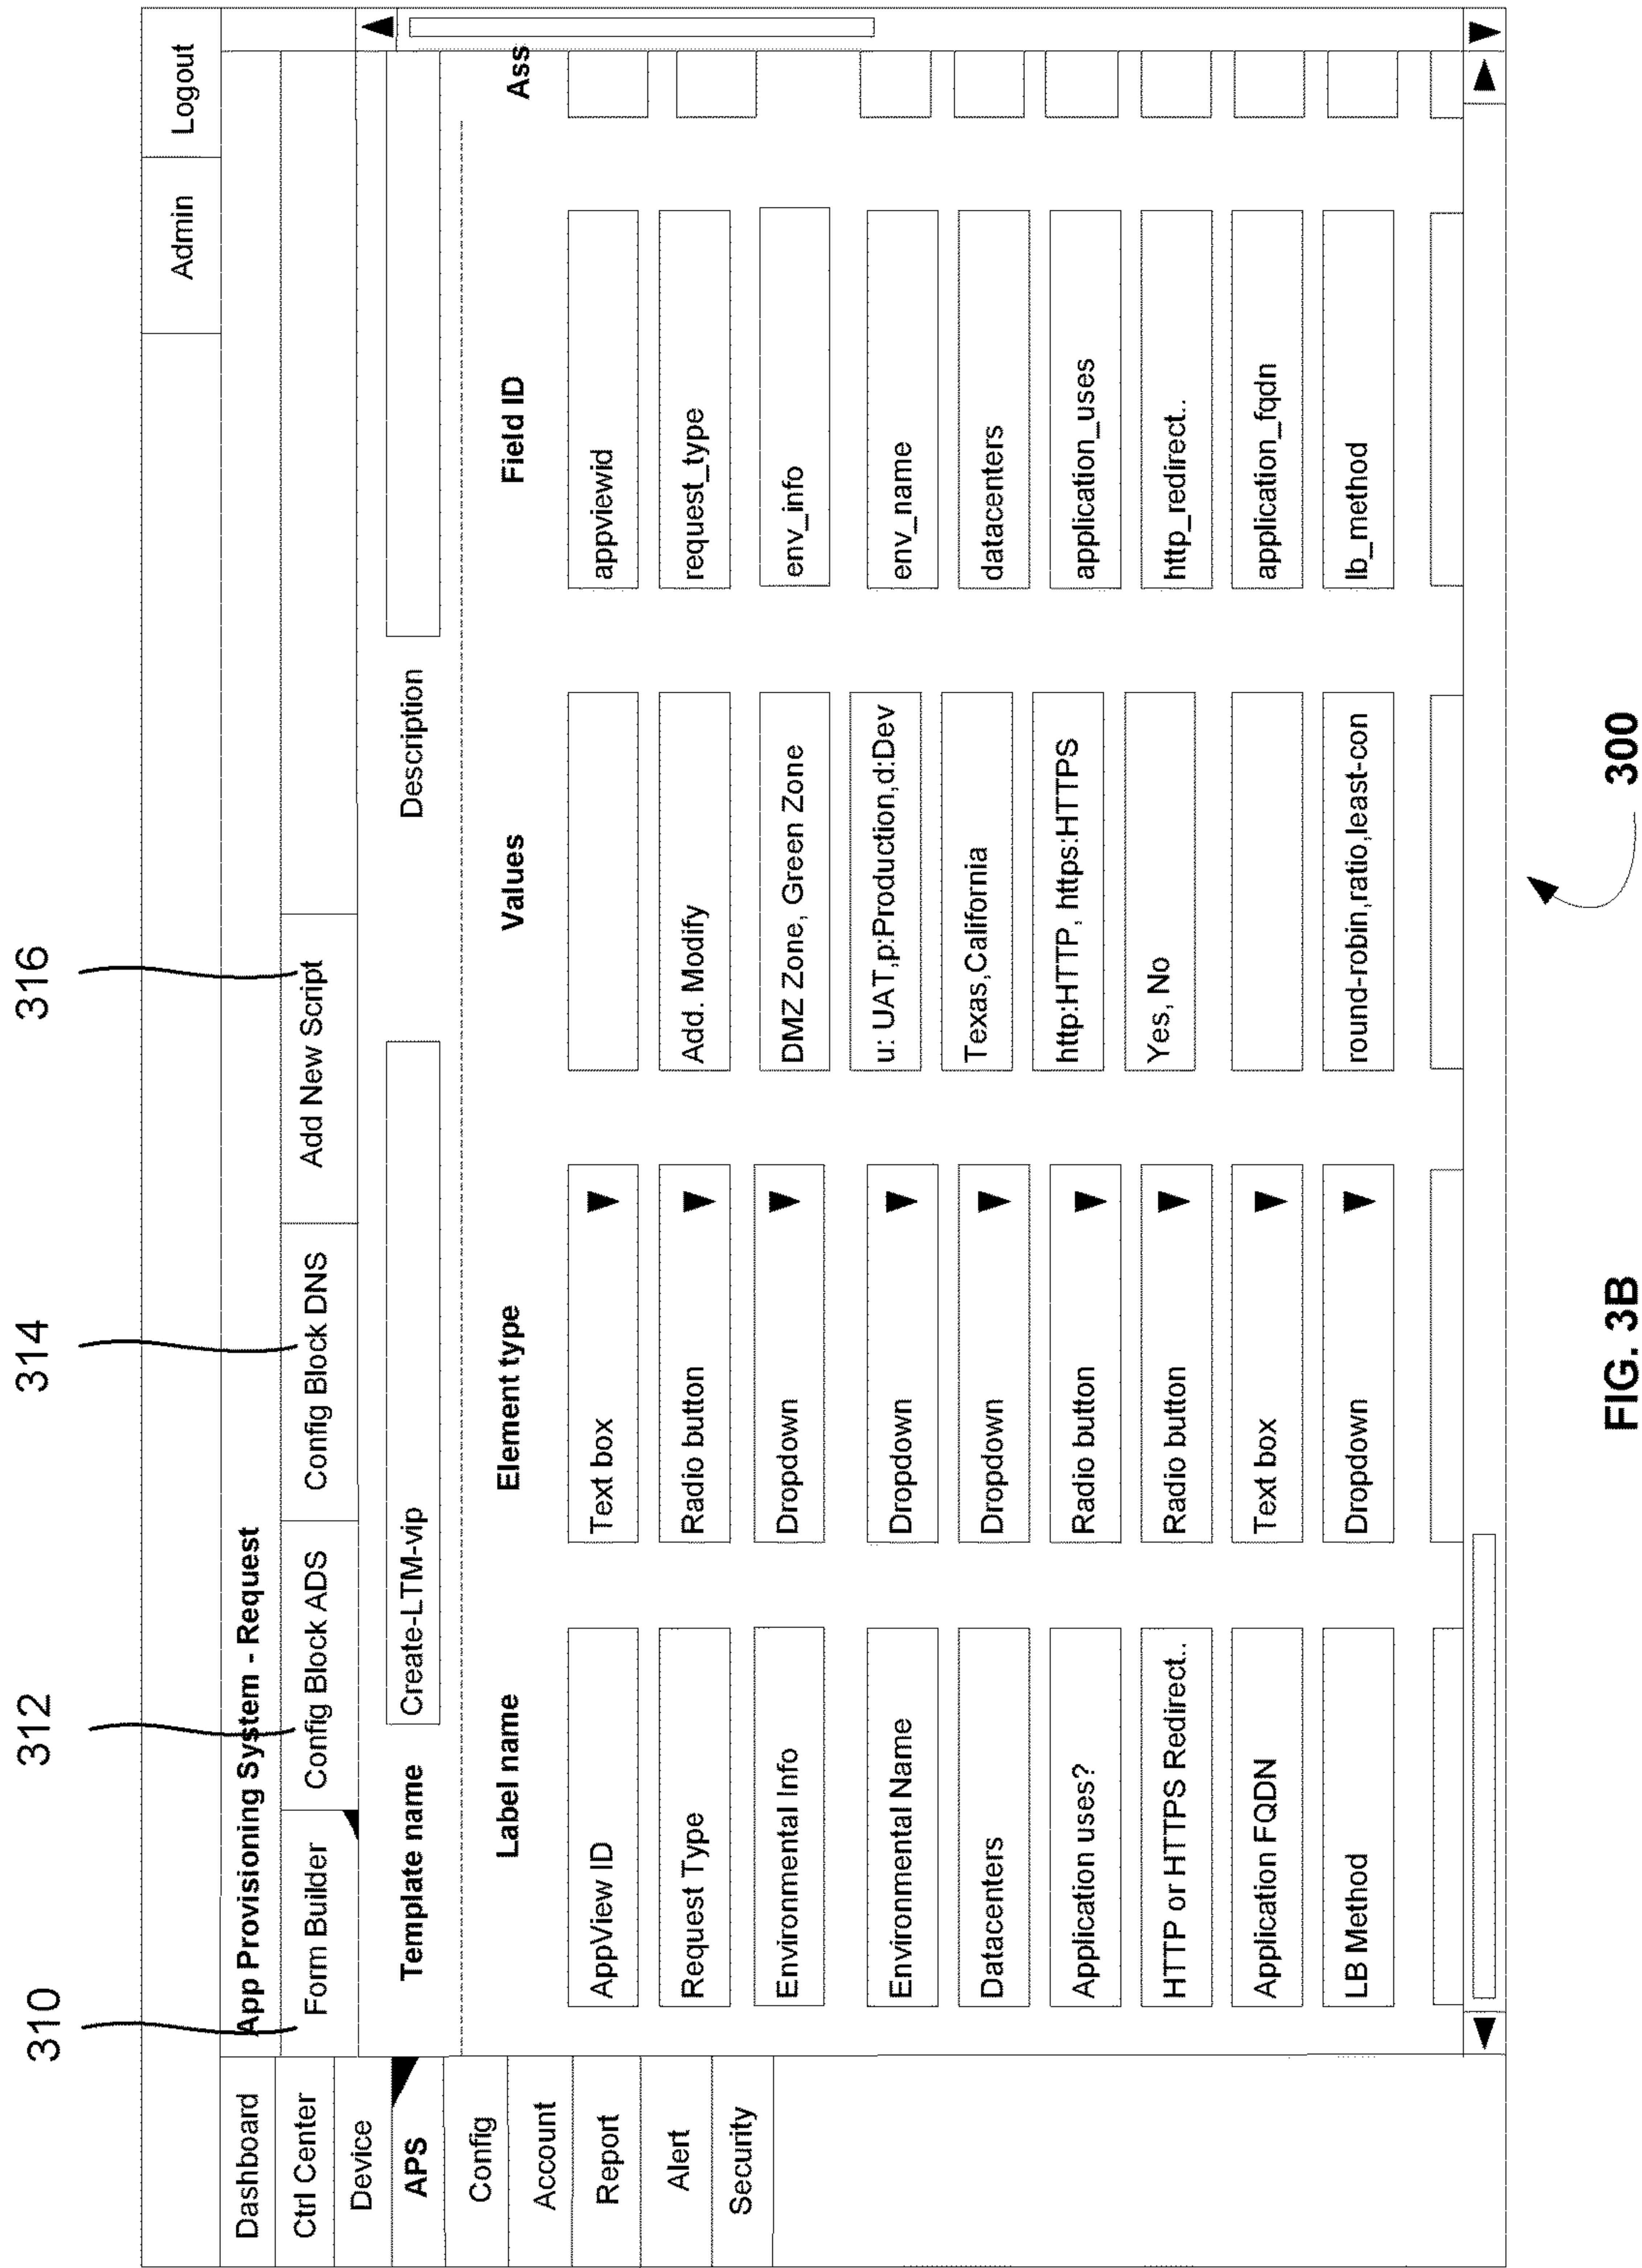 310
312
314
316
Admin
Logout
Dashboard
Ctrl Center
Device
APS
Config
Account
Report
Alert
Security
App Provisioning System - Request
Form Builder
Config Block ADS
Config Block DNS
Add New Script
Template name
Create-LTM-vip
Description
Label name Element type Values Field ID Ass
AppView ID Text box appviewid
Request Type Radio button Add. Modify request_type
Environmental Info Dropdown DMZ Zone, Green Zone env_info
Environmental Name Dropdown u: UAT,p:Production,d:Dev env_name
Datacenters Dropdown Texas,California datacenters
Application uses? Radio button http:HTTP, https:HTTPS application_uses
HTTP or HTTPS Redirect.. Radio button Yes, No http_redirect..
Application FQDN Text box application_fqdn
LB Method Dropdown round-robin,ratio,least-con lb_method
300
FIG. 3B